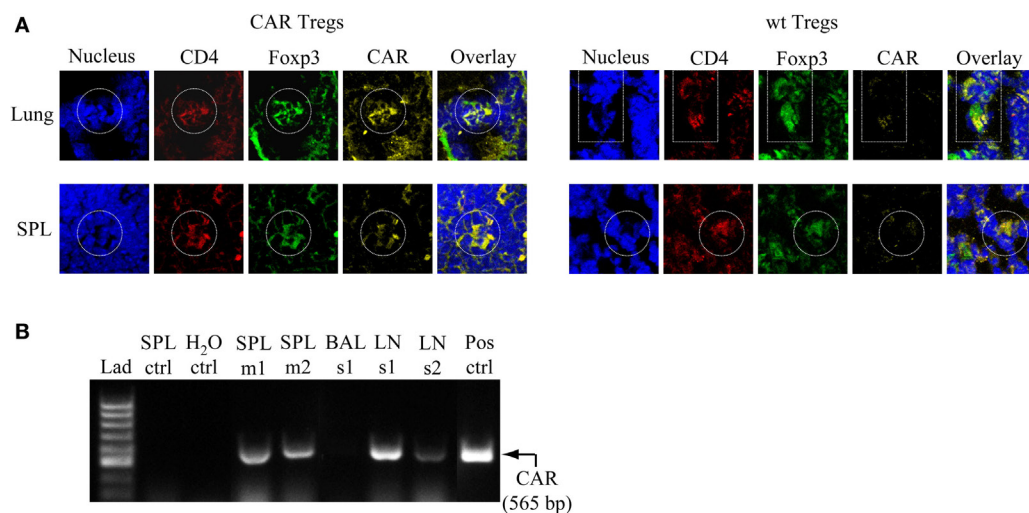 A
CAR Tregs
wt Tregs
Nucleus CD4 Foxp3 CAR Overlay
Nucleus CD4 Foxp3 CAR Overlay
Lung
SPL
B
Lad
SPL ctrl
H2O ctrl
SPL m1
SPL m2
BAL s1
LN s1
LN s2
Pos ctrl
CAR
(565 bp)